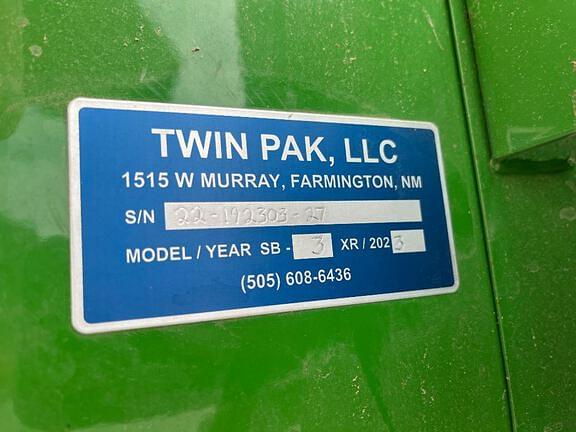 TWIN PAK, LLC
1515 W MURRAY, FARMINGTON, NM
S/N 22-192303-27
MODEL / YEAR SB - 3 XR / 2023
(505) 608-6436